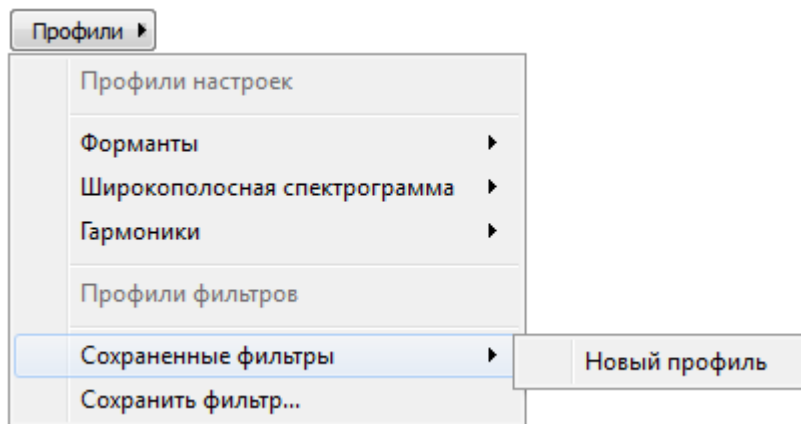 Профили
Профили настроек
Форманты
Широкополосная спектрограмма
Гармоники
Профили фильтров
Сохраненные фильтры
Новый профиль
Сохранить фильтр...